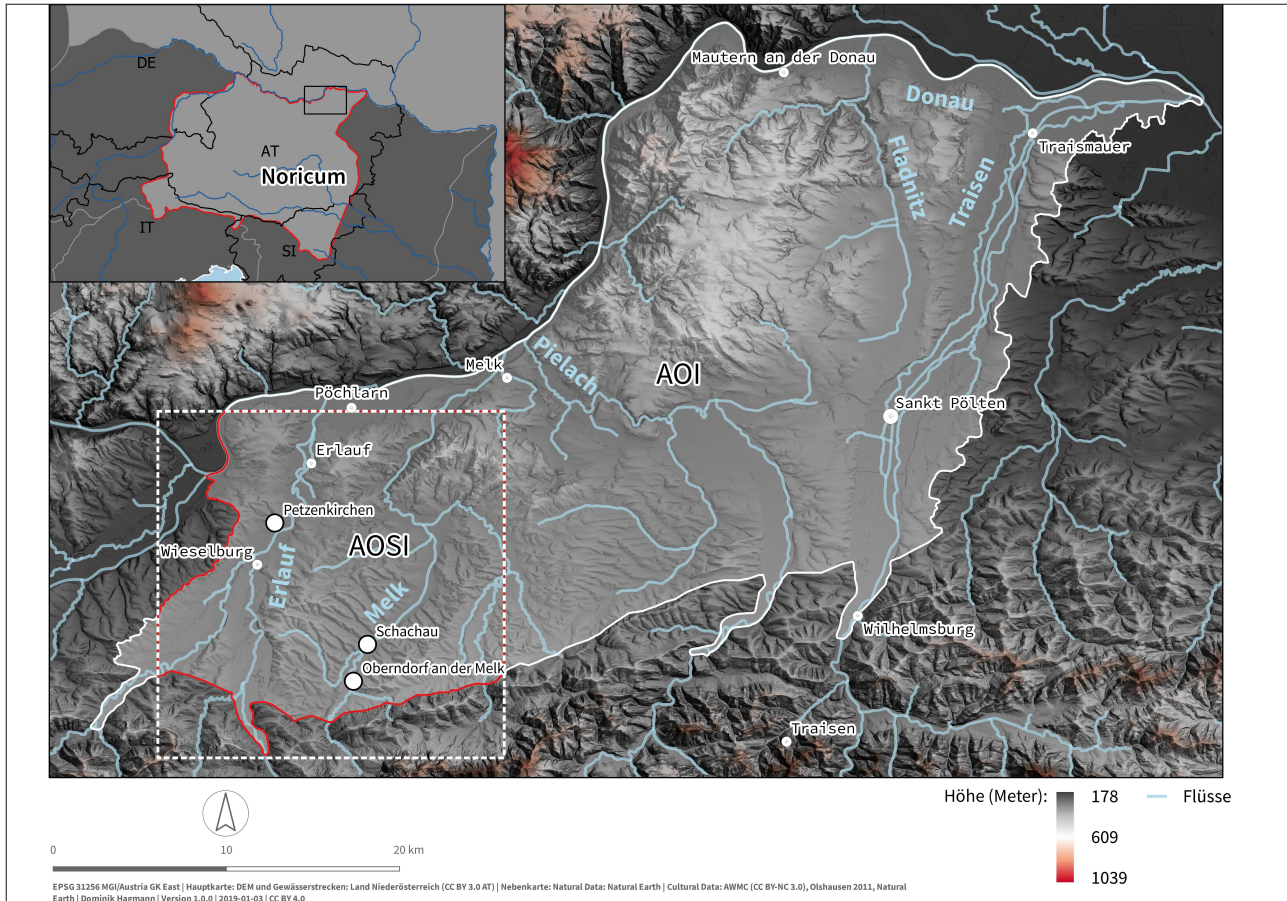 DE
AT
Noricum
IT
SI
Mautern an der Donau
Donau
Traismauer
Fladnitz
Traisen
Melk
Pielach
AOI
Pöchlarn
Sankt Pölten
Erlauf
Petzenkirchen
AOSI
Wieselburg
Erlauf
Melk
Schachau
Wilhelmsburg
Oberndorf an der Melk
Traisen
Höhe (Meter):
178
609
1039
Flüsse
0 10 20 km
EPSG 31256 MGI/Austria GK East | Hauptkarte: DEM und Gewässerstrecken: Land Niederösterreich (CC BY 3.0 AT) | Nebenkarte: Natural Data: Natural Earth | Cultural Data: AWMC (CC BY-NC 3.0), Olshausen 2011, Natural
Earth | Dominik Hagmann | Version 1.0.0 | 2019-01-03 | CC BY 4.0